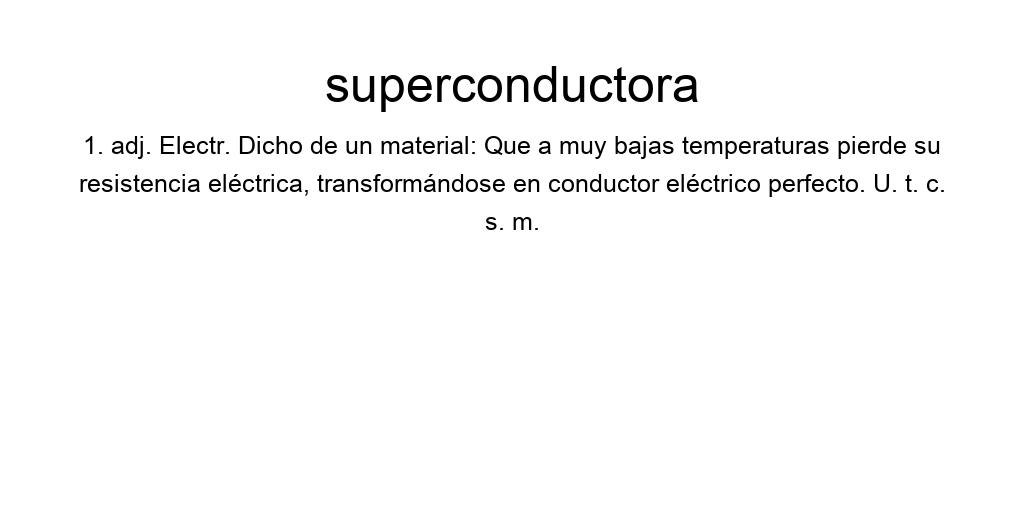 superconductora
1. adj. Electr. Dicho de un material: Que a muy bajas temperaturas pierde su
resistencia eléctrica, transformándose en conductor eléctrico perfecto. U. t. c.
s. m.